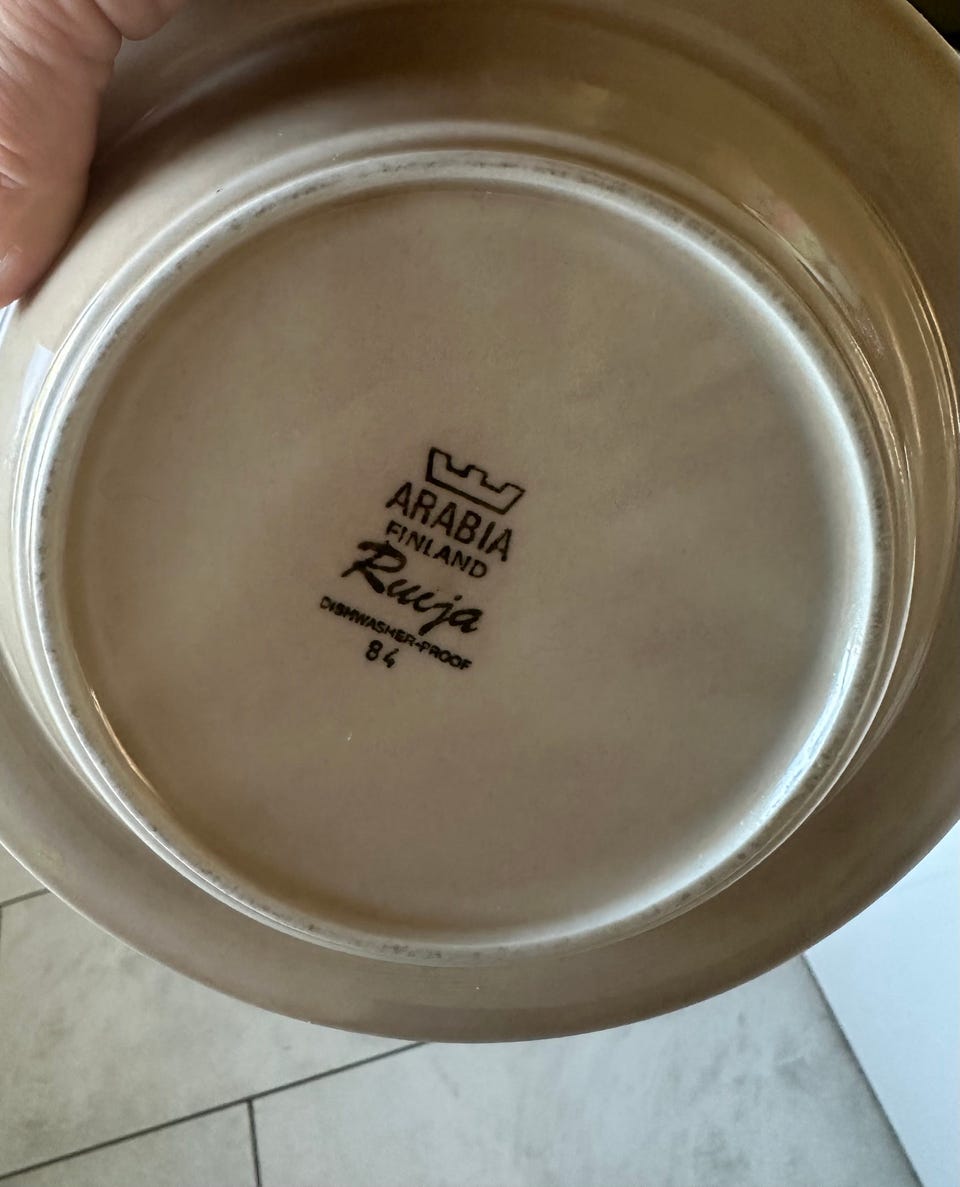 ARABIA
FINLAND
Ruija
DISHWASHER-PROOF
84